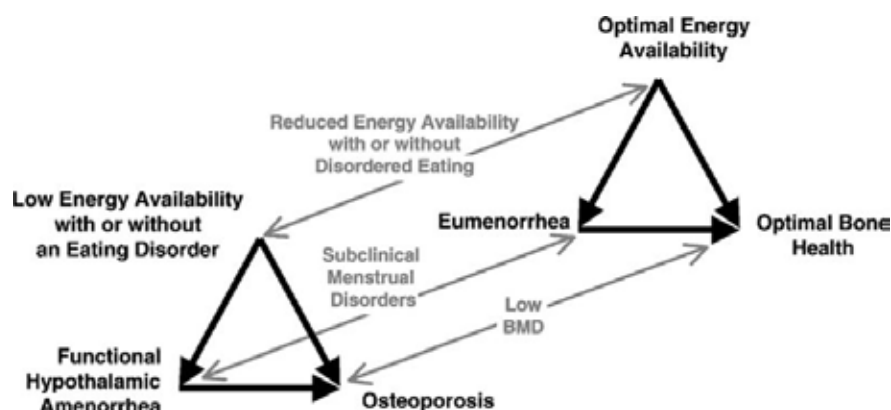 Optimal Energy
Availability
Reduced Energy Availability
with or without
Disordered Eating
Low Energy Availability
with or without
an Eating Disorder
Eumenorrhea
Optimal Bone
Health
Subclinical
Menstrual
Disorders
Low
BMD
Functional
Hypothalamic
Amenorrhea
Osteoporosis